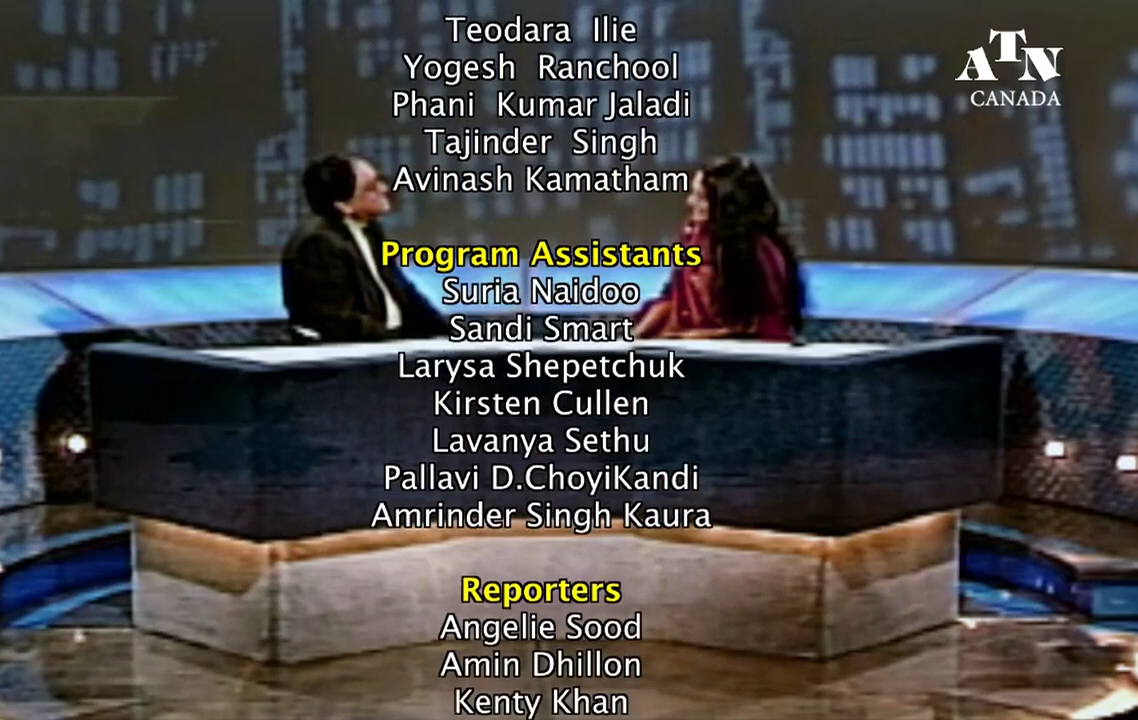 Teodara Ilie
Yogesh Ranchool
Phani Kumar Jaladi
Tajinder Singh
Avinash Kamatham
ATN
CANADA
Program Assistants
Suria Naidoo
Sandi Smart
Larysa Shepetchuk
Kirsten Cullen
Lavanya Sethu
Pallavi D.ChoyiKandi
Amrinder Singh Kaura
Reporters
Angelie Sood
Amin Dhillon
Kenty Khan